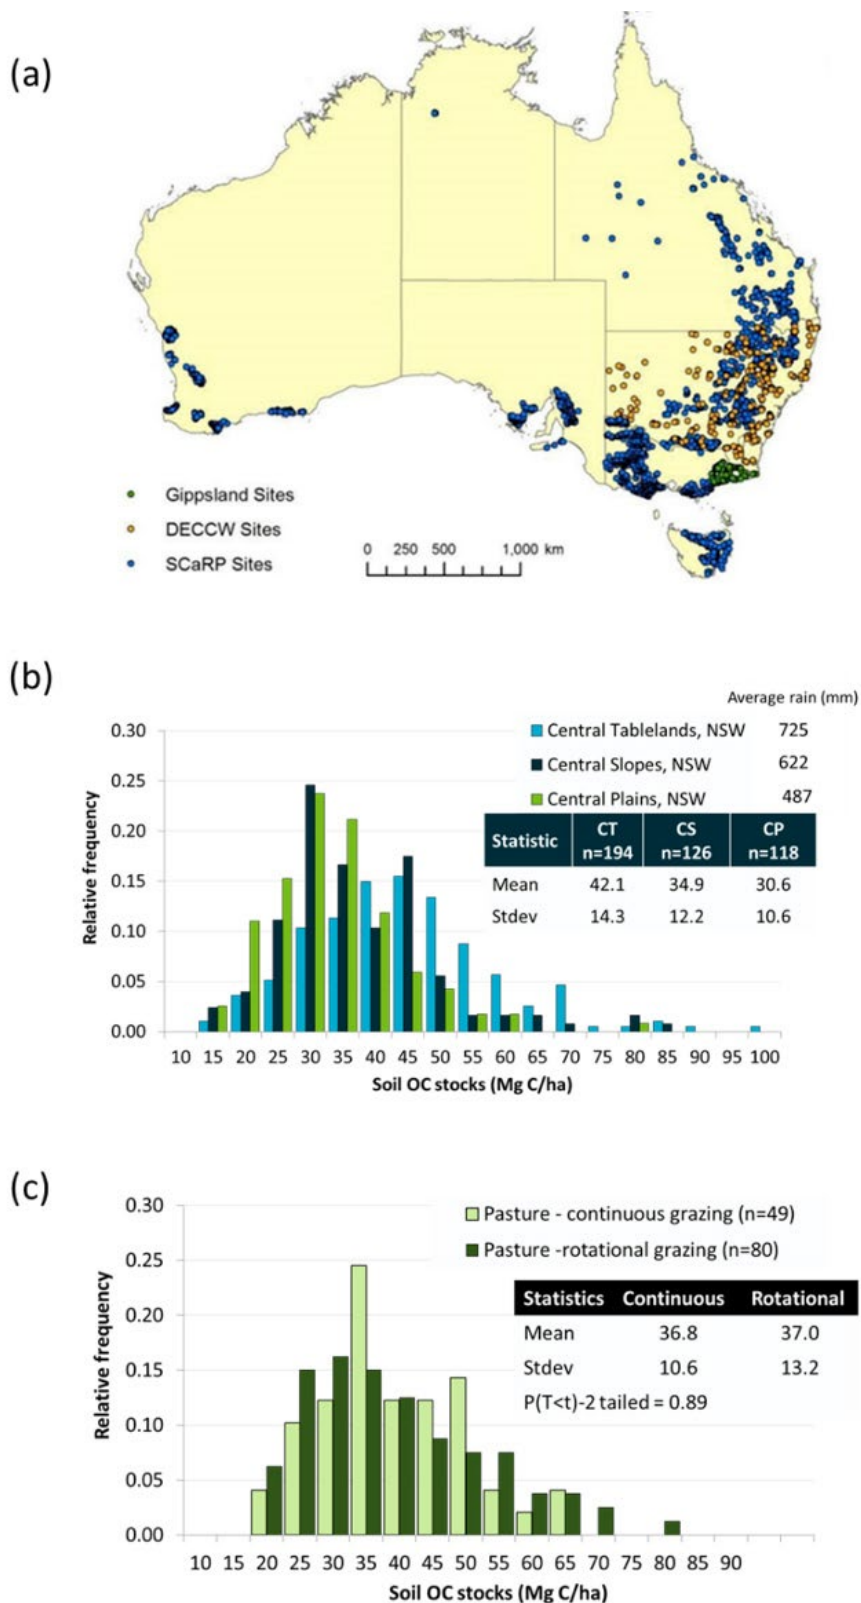 (a)
Gippsland Sites
DECCW Sites
SCaRP Sites
0 250 500 1,000 km
(b)
Average rain (mm)
Central Tablelands, NSW 725
Central Slopes, NSW 622
Central Plains, NSW 487
Statistic CT n=194 CS n=126 CP n=118
Mean 42.1 34.9 30.6
Stdev 14.3 12.2 10.6
Relative frequency
0.30
0.25
0.20
0.15
0.10
0.05
0.00
10 15 20 25 30 35 40 45 50 55 60 65 70 75 80 85 90 95 100
Soil OC stocks (Mg C/ha)
(c)
Pasture - continuous grazing (n=49)
Pasture -rotational grazing (n=80)
Statistics Continuous Rotational
Mean 36.8 37.0
Stdev 10.6 13.2
P(T<t)-2 tailed = 0.89
Relative frequency
0.30
0.25
0.20
0.15
0.10
0.05
0.00
10 15 20 25 30 35 40 45 50 55 60 65 70 75 80 85 90
Soil OC stocks (Mg C/ha)